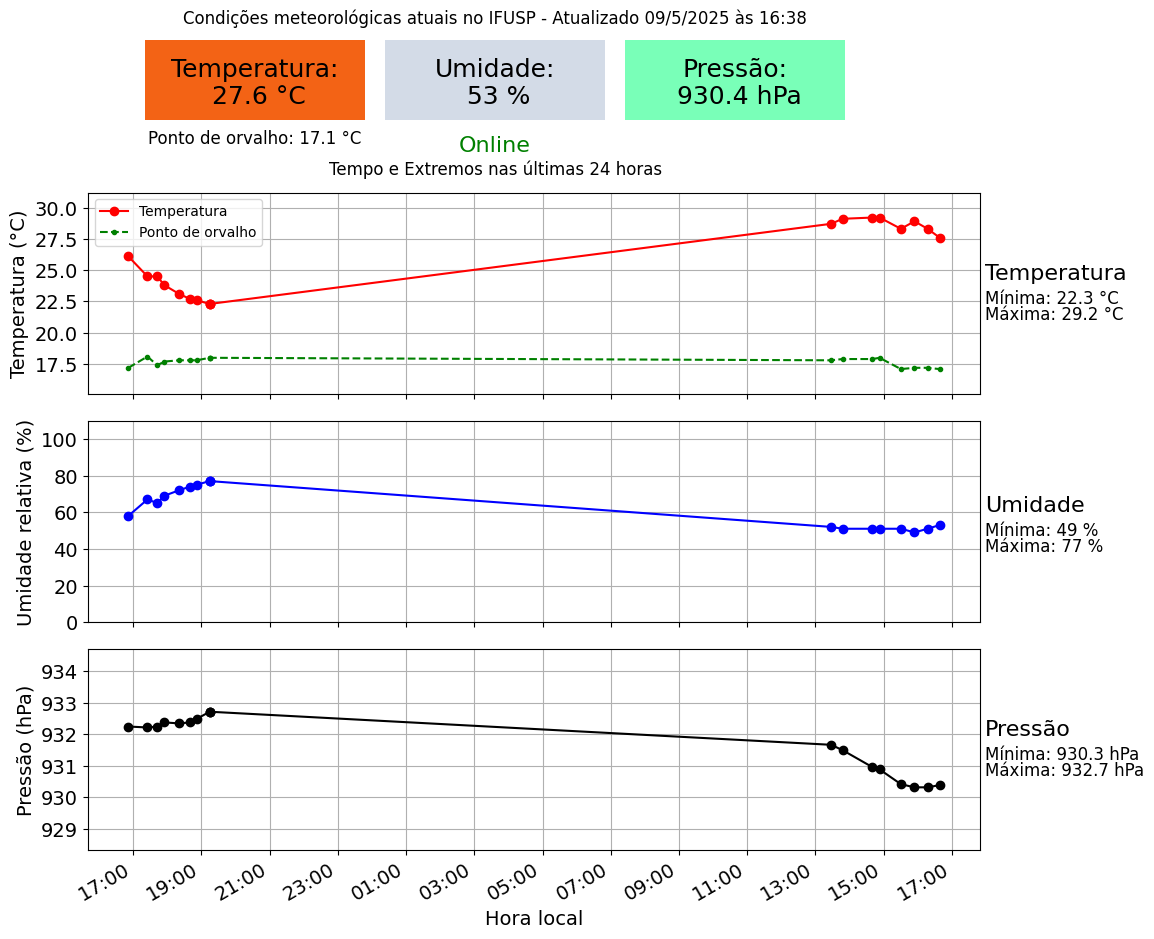 Condições meteorológicas atuais no IFUSP - Atualizado 09/5/2025 às 16:38
Temperatura:
27.6 °C
Umidade:
53 %
Pressão:
930.4 hPa
Ponto de orvalho: 17.1 °C
Online
Tempo e Extremos nas últimas 24 horas
Temperatura (°C)
30.0
27.5
25.0
22.5
20.0
17.5
Temperatura
Ponto de orvalho
Temperatura
Mínima: 22.3 °C
Máxima: 29.2 °C
Umidade relativa (%)
100
80
60
40
20
0
Umidade
Mínima: 49 %
Máxima: 77 %
Pressão (hPa)
934
933
932
931
930
929
Pressão
Mínima: 930.3 hPa
Máxima: 932.7 hPa
17:00
19:00
21:00
23:00
01:00
03:00
05:00
07:00
09:00
11:00
13:00
15:00
17:00
Hora local